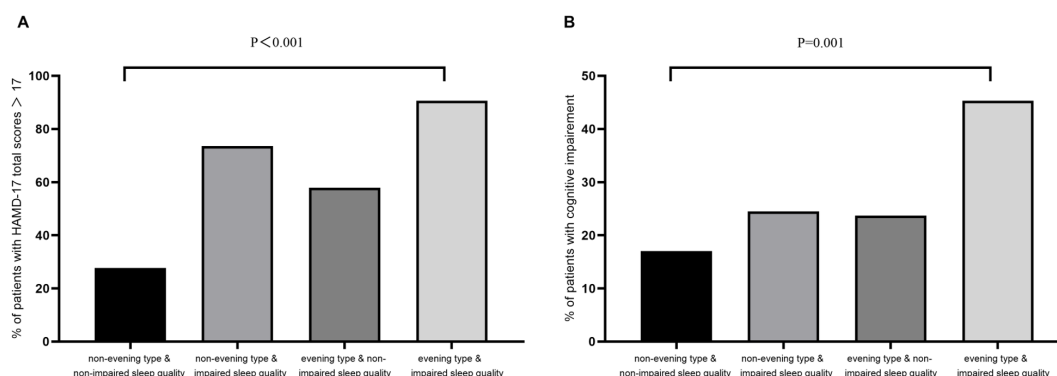 A
P＜0.001
% of patients with HAMD-17 total scores ＞ 17
100
80
60
40
20
0
non-evening type &
non-impaired sleep quality
non-evening type &
impaired sleep quality
evening type & non-
impaired sleep quality
evening type &
impaired sleep quality
B
P=0.001
% of patients with cognitive impairement
50
40
30
20
10
0
non-evening type &
non-impaired sleep quality
non-evening type &
impaired sleep quality
evening type & non-
impaired sleep quality
evening type &
impaired sleep quality